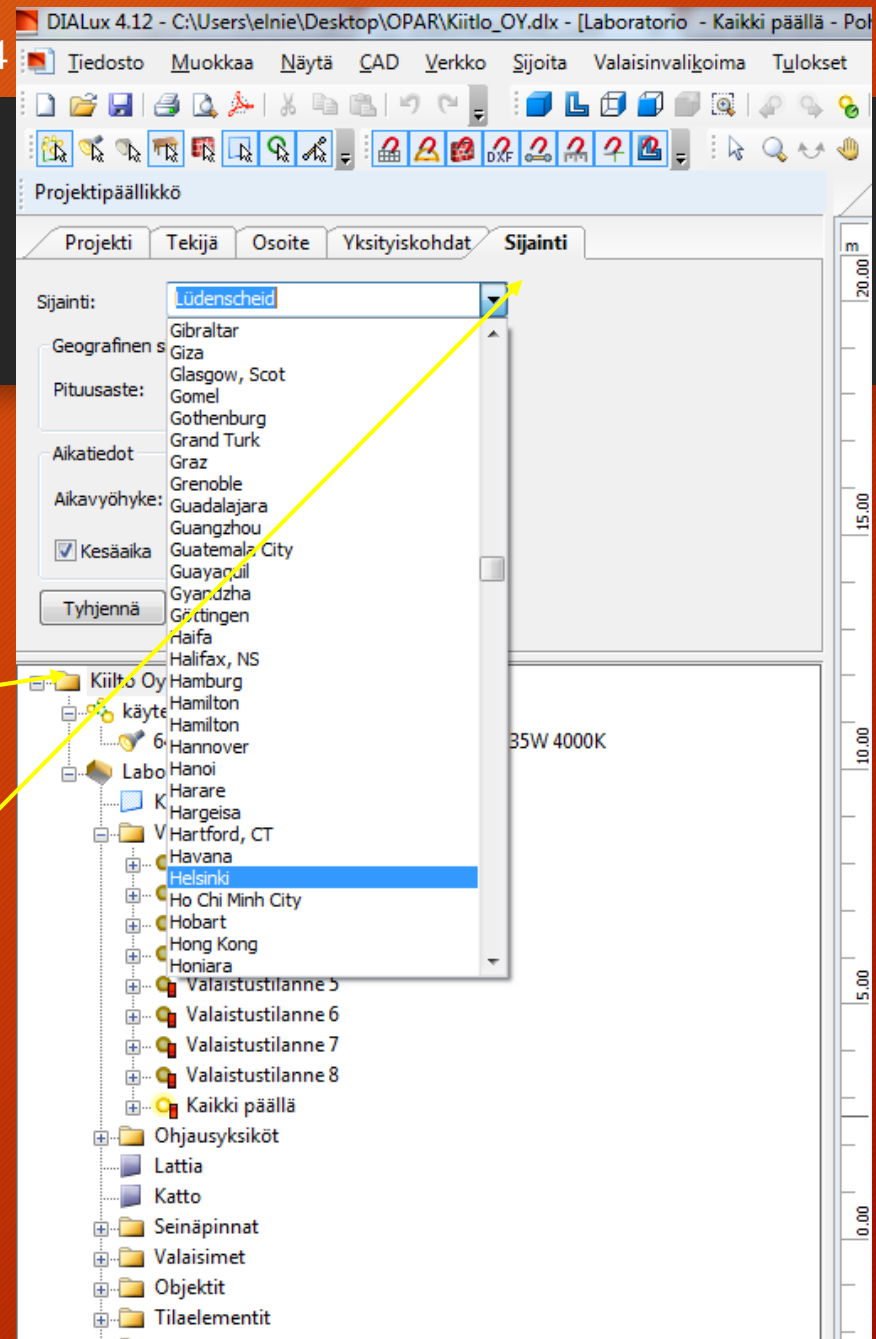 DIALux 4.12 - C:\Users\elnie\Desktop\OPAR\Kiitlo_OY.dlx - [Laboratorio - Kaikki päällä - Poh
4
Tiedosto Muokkaa Näytä CAD Verkko Sijoita Valaisinvalikoima Tulokset
DXF
Projektipäällikkö
Projekti Tekijä Osoite Yksityiskohdat Sijainti
m
Sijainti: Lüdenscheid
20.00
Gibraltar
Geografinen s
Giza
Glasgow, Scot
Pituusaste:
Gomel
Gothenburg
Grand Turk
Aikatiedot
Graz
Grenoble
Aikavyöhyke:
Guadalajara
15.00
Guangzhou
Kesäaika
Guatemala City
Guayaquil
Gyandzha
Tyhjennä
Göttingen
Haifa
Halifax, NS
Kiilto Oy
Hamburg
Hamilton
käyte
Hamilton
6
Hannover
35W 4000K
10.00
Labo
Hanoi
Harare
K
Hargeisa
V
Hartford, CT
Havana
Helsinki
Ho Chi Minh City
Hobart
Hong Kong
Honiara
Valaistustilanne 5
5.00
Valaistustilanne 6
Valaistustilanne 7
Valaistustilanne 8
Kaikki päällä
Ohjausyksiköt
Lattia
Katto
Seinäpinnat
0.00
Valaisimet
Objektit
Tilaelementit